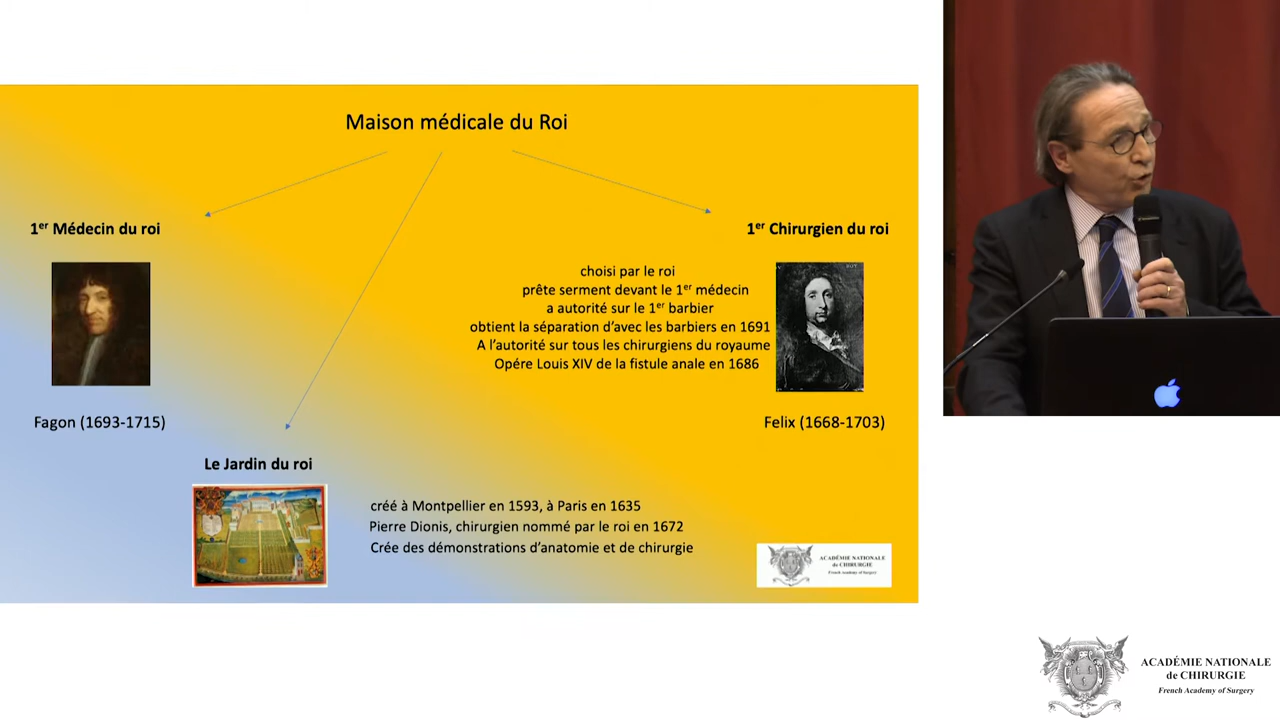 Maison médicale du Roi
1er Médecin du roi
1er Chirurgien du roi
choisi par le roi
prête serment devant le 1er médecin
a autorité sur le 1er barbier
obtient la séparation d'avec les barbiers en 1691
A l'autorité sur tous les chirurgiens du royaume
Opére Louis XIV de la fistule anale en 1686
Fagon (1693-1715)
Felix (1668-1703)
Le Jardin du roi
créé à Montpellier en 1593, à Paris en 1635
Pierre Dionis, chirurgien nommé par le roi en 1672
Crée des démonstrations d'anatomie et de chirurgie
ACADÉMIE NATIONALE
de CHIRURGIE
French Academy of Surgery
ACADÉMIE NATIONALE
de CHIRURGIE
French Academy of Surgery